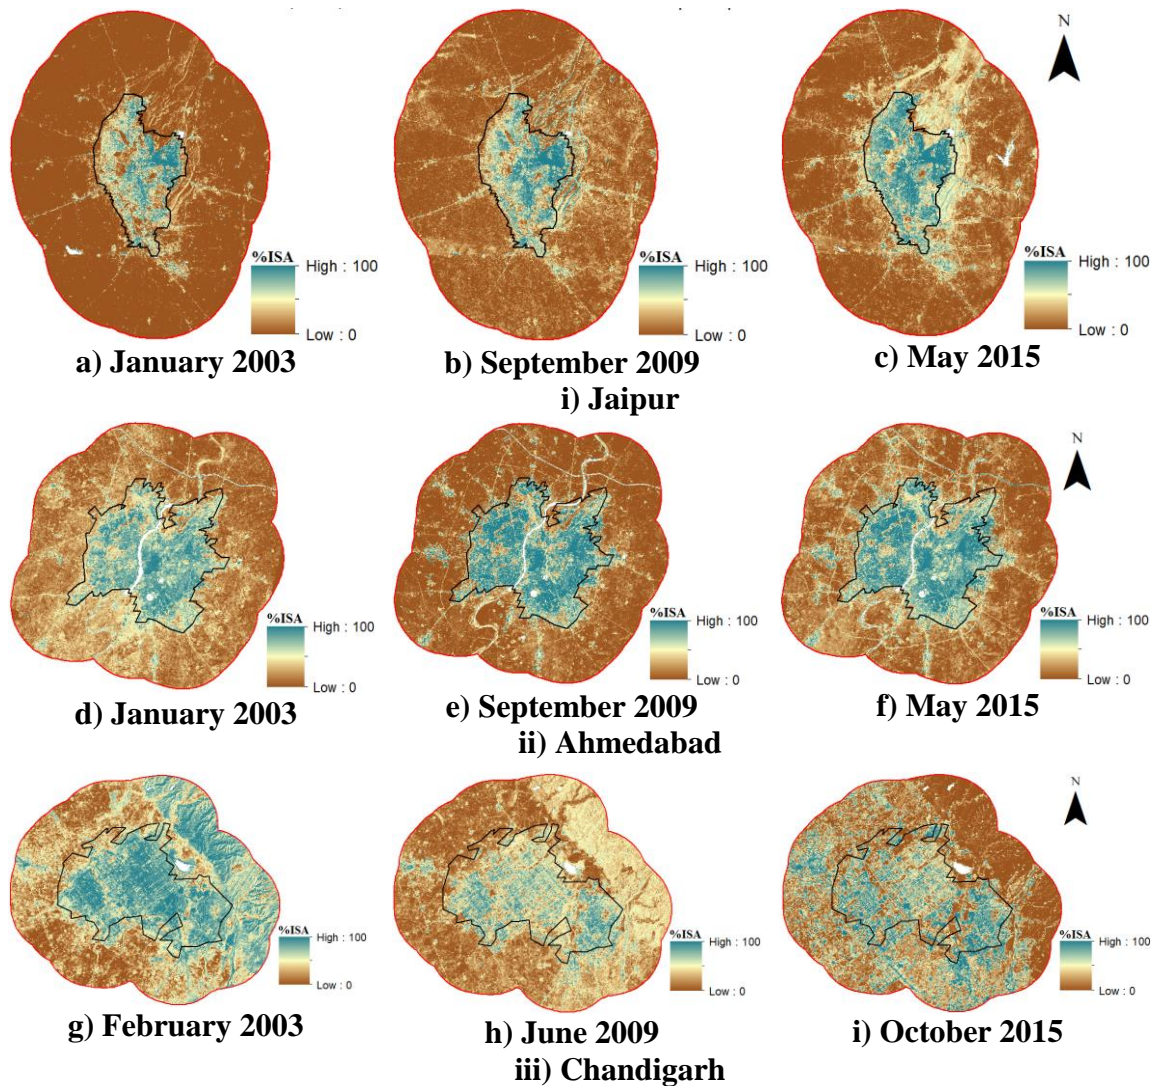 N
%ISA
High : 100
Low : 0
%ISA
High : 100
Low : 0
%ISA
High : 100
Low : 0
a) January 2003
b) September 2009
c) May 2015
i) Jaipur
N
%ISA
High : 100
Low : 0
%ISA
High : 100
Low : 0
%ISA
High : 100
Low : 0
d) January 2003
e) September 2009
f) May 2015
ii) Ahmedabad
N
%ISA
High : 100
Low : 0
%ISA
High : 100
Low : 0
%ISA
High : 100
Low : 0
g) February 2003
h) June 2009
i) October 2015
iii) Chandigarh